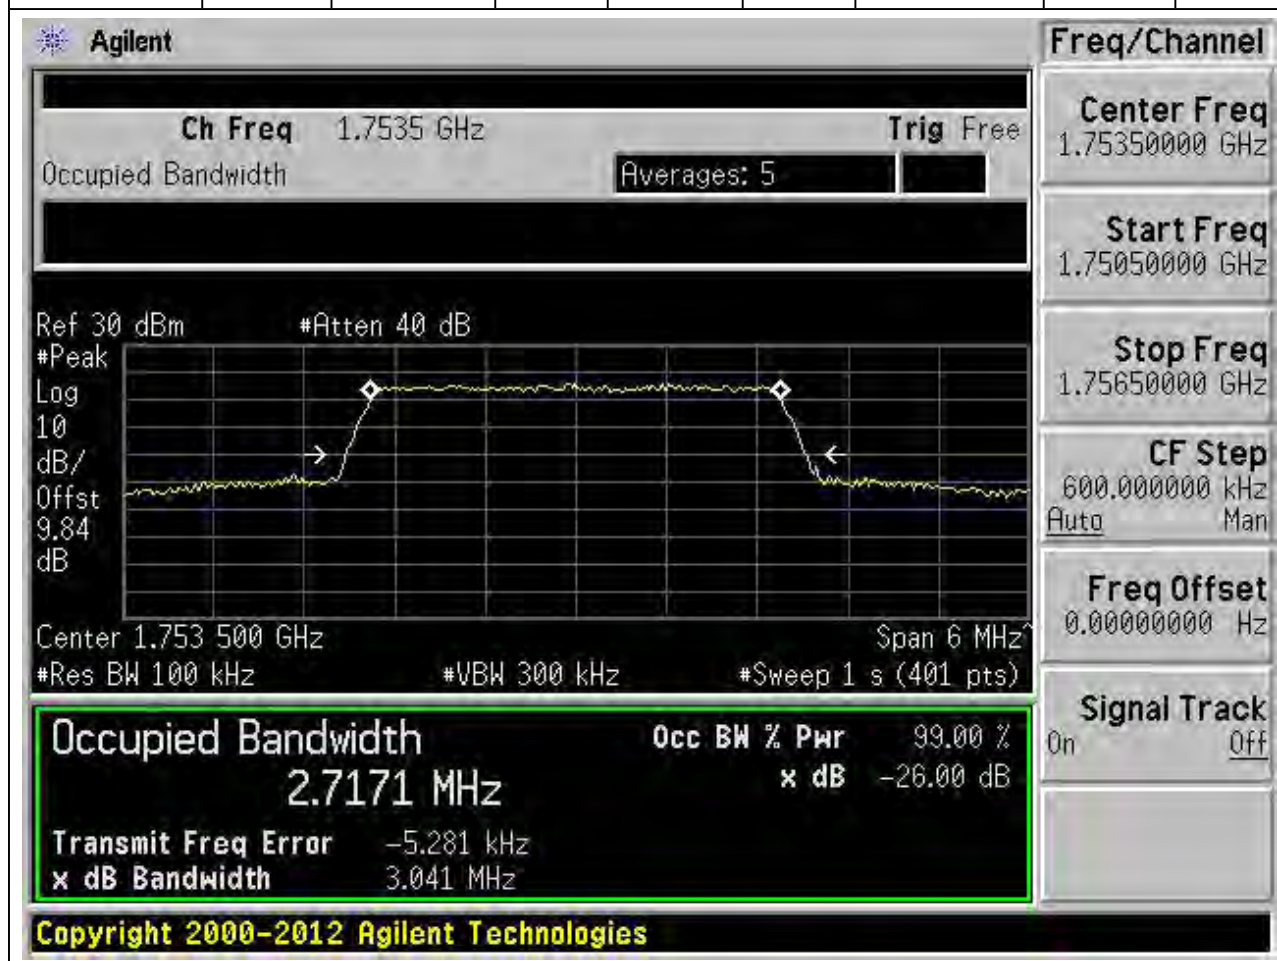 Agilent
Freq/Channel
Ch Freq 1.7535 GHz
Trig Free
Occupied Bandwidth
Averages: 5
Center Freq
1.75350000 GHz
Start Freq
1.75050000 GHz
Stop Freq
1.75650000 GHz
CF Step
600.000000 kHz
Auto Man
Freq Offset
0.00000000 Hz
Signal Track
On Off
Ref 30 dBm #Atten 40 dB
#Peak
Log
10
dB/
Offst
9.84
dB
Center 1.753 500 GHz Span 6 MHz^
#Res BW 100 kHz #VBW 300 kHz #Sweep 1 s (401 pts)
Occupied Bandwidth
2.7171 MHz
Occ BW % Pwr 99.00 %
x dB -26.00 dB
Transmit Freq Error -5.281 kHz
x dB Bandwidth 3.041 MHz
Copyright 2000-2012 Agilent Technologies